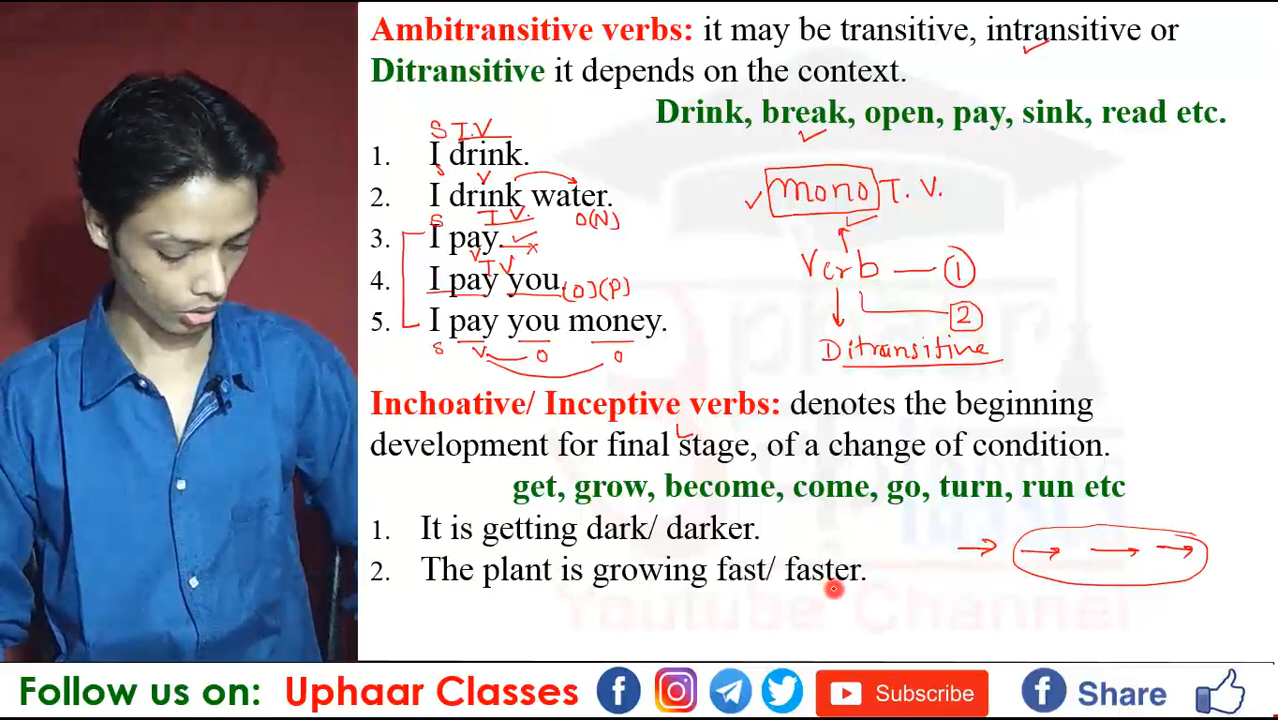 Ambitransitive verbs: it may be transitive, intransitive or
Ditransitive it depends on the context.
Drink, break, open, pay, sink, read etc.
S T.V
1. I drink.
S V
2. I drink water.
S I V. O(N)
3. I pay.
V T V
4. I pay you. (O)(P)
5. I pay you money.
S V O O
mono T.V.
Verb — 1
2
Ditransitive
Inchoative/ Inceptive verbs: denotes the beginning
development for final stage, of a change of condition.
get, grow, become, come, go, turn, run etc
1. It is getting dark/ darker.
2. The plant is growing fast/ faster.
Youtube Channel
Follow us on: Uphaar Classes Subscribe Share